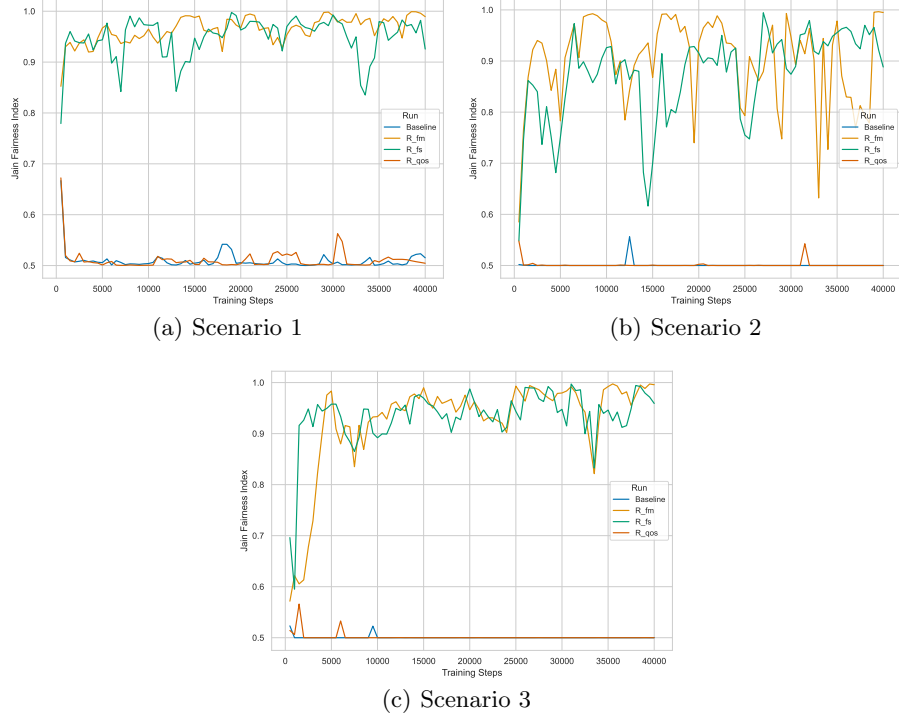 1.0
0.9
0.8
0.7
0.6
0.5
Jain Fairness Index
Run
Baseline
R_fm
R_fs
R_qos
0 5000 10000 15000 20000 25000 30000 35000 40000
Training Steps
(a) Scenario 1
1.0
0.9
0.8
0.7
0.6
0.5
Jain Fairness Index
Run
Baseline
R_fm
R_fs
R_qos
0 5000 10000 15000 20000 25000 30000 35000 40000
Training Steps
(b) Scenario 2
1.0
0.9
0.8
0.7
0.6
0.5
Jain Fairness Index
Run
Baseline
R_fm
R_fs
R_qos
0 5000 10000 15000 20000 25000 30000 35000 40000
Training Steps
(c) Scenario 3